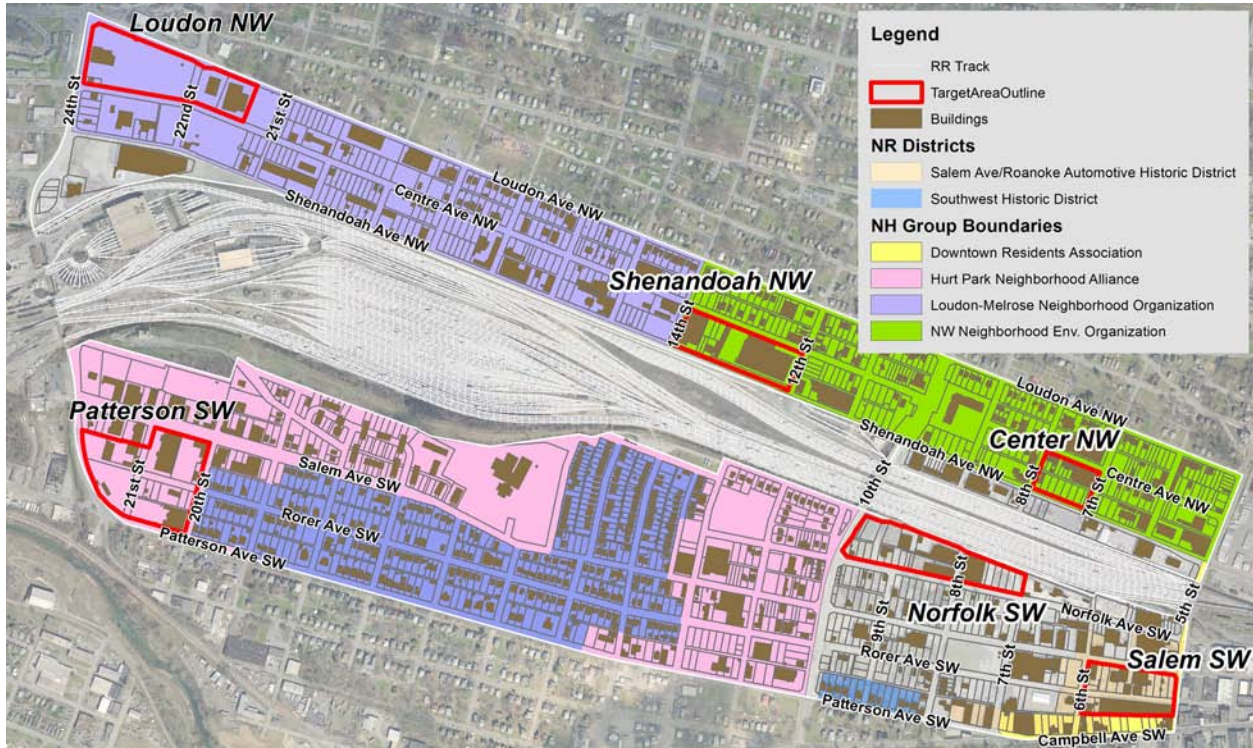 Loudon NW
24th St
22nd St
21st St
Centre Ave NW
Loudon Ave NW
Shenandoah Ave NW
Shenandoah NW
14th St
12th St
Loudon Ave NW
Shenandoah Ave NW
Center NW
8th St
7th St
Centre Ave NW
10th St
5th St
Patterson SW
21st St
20th St
Salem Ave SW
Rorer Ave SW
Patterson Ave SW
8th St
Norfolk SW
Norfolk Ave SW
9th St
Rorer Ave SW
7th St
6th St
Salem SW
Patterson Ave SW
Campbell Ave SW
Legend
RR Track
TargetAreaOutline
Buildings
NR Districts
Salem Ave/Roanoke Automotive Historic District
Southwest Historic District
NH Group Boundaries
Downtown Residents Association
Hurt Park Neighborhood Alliance
Loudon-Melrose Neighborhood Organization
NW Neighborhood Env. Organization